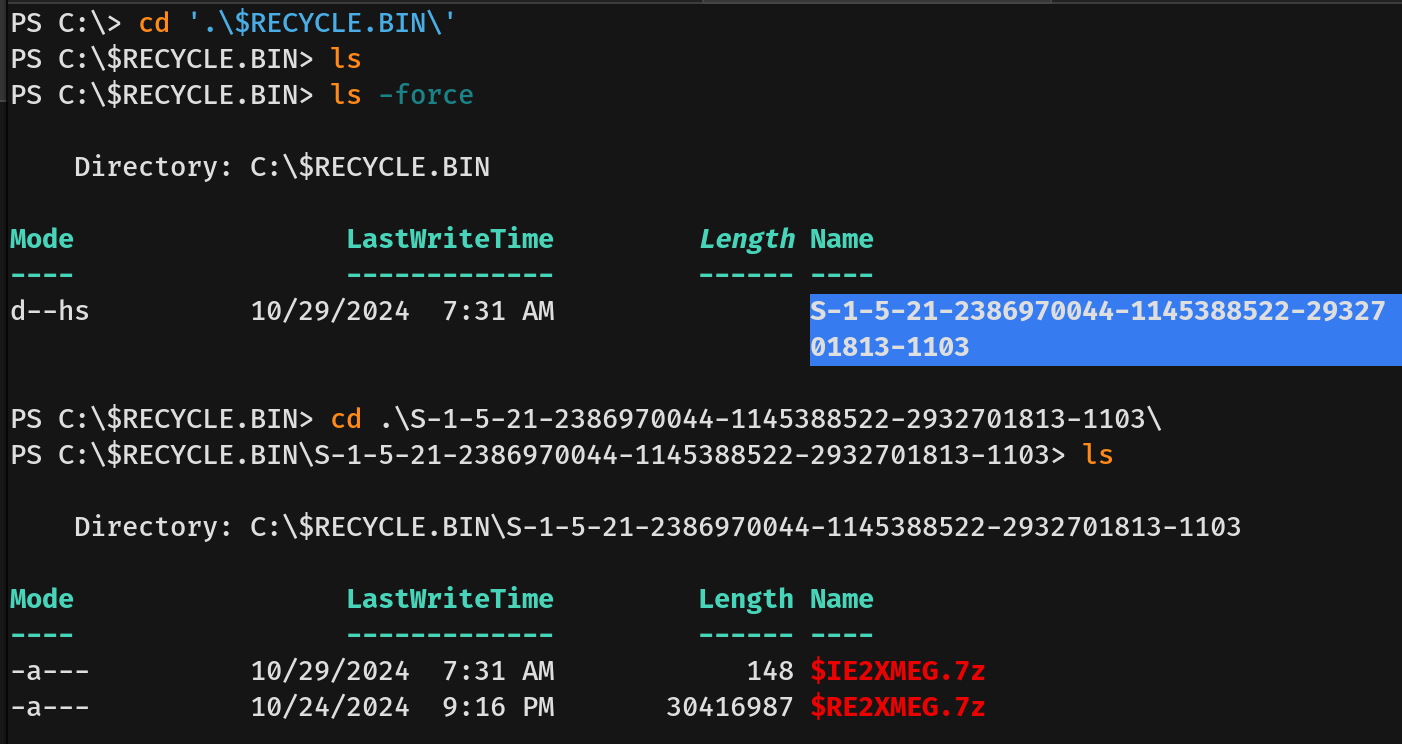 PS C:\> cd '.\$RECYCLE.BIN\'
PS C:\$RECYCLE.BIN> ls
PS C:\$RECYCLE.BIN> ls -force
Directory: C:\$RECYCLE.BIN
Mode LastWriteTime Length Name
---- ------------- ------ ----
d--hs 10/29/2024 7:31 AM S-1-5-21-2386970044-1145388522-29327
01813-1103
PS C:\$RECYCLE.BIN> cd .\S-1-5-21-2386970044-1145388522-2932701813-1103\
PS C:\$RECYCLE.BIN\S-1-5-21-2386970044-1145388522-2932701813-1103> ls
Directory: C:\$RECYCLE.BIN\S-1-5-21-2386970044-1145388522-2932701813-1103
Mode LastWriteTime Length Name
---- ------------- ------ ----
-a--- 10/29/2024 7:31 AM 148 $IE2XMEG.7z
-a--- 10/24/2024 9:16 PM 30416987 $RE2XMEG.7z